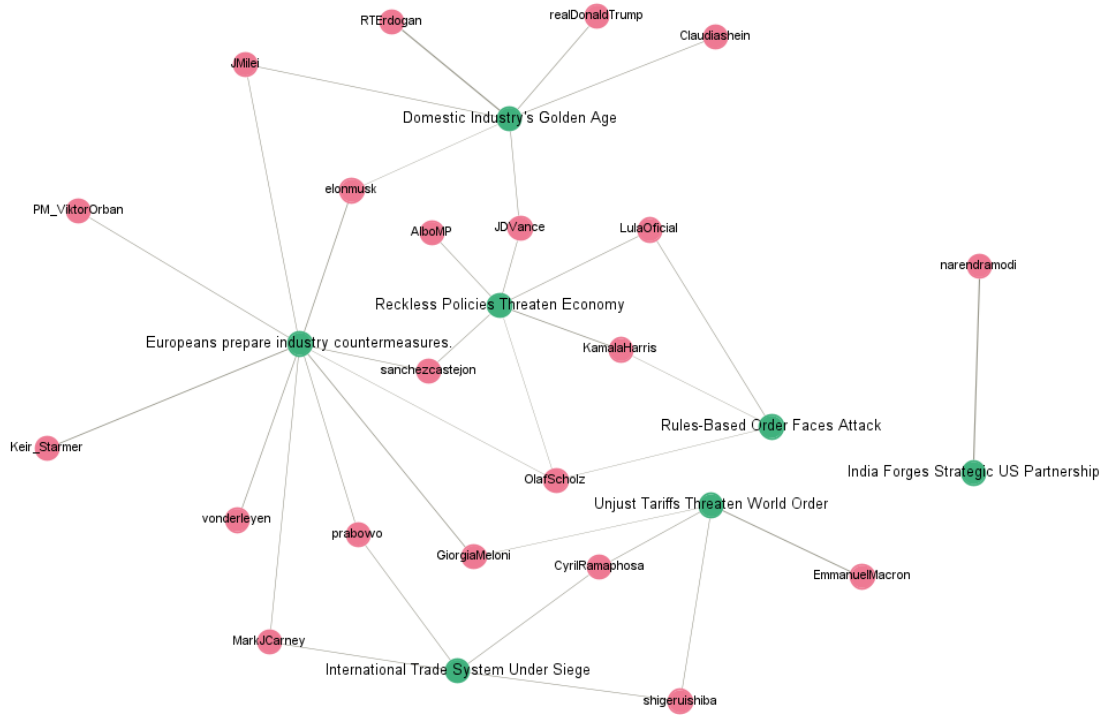 realDonaldTrump
RTErdogan
Claudiashein
JMilei
Domestic Industry's Golden Age
elonmusk
PM_ViktorOrban
AlboMP
JDVance
LulaOficial
narendramodi
Reckless Policies Threaten Economy
Europeans prepare industry countermeasures.
KamalaHarris
sanchezcastejon
Rules-Based Order Faces Attack
Keir_Starmer
India Forges Strategic US Partnership
OlafScholz
Unjust Tariffs Threaten World Order
vonderleyen
prabowo
GiorgiaMeloni
CyrilRamaphosa
EmmanuelMacron
MarkJCarney
International Trade System Under Siege
shigeruishiba